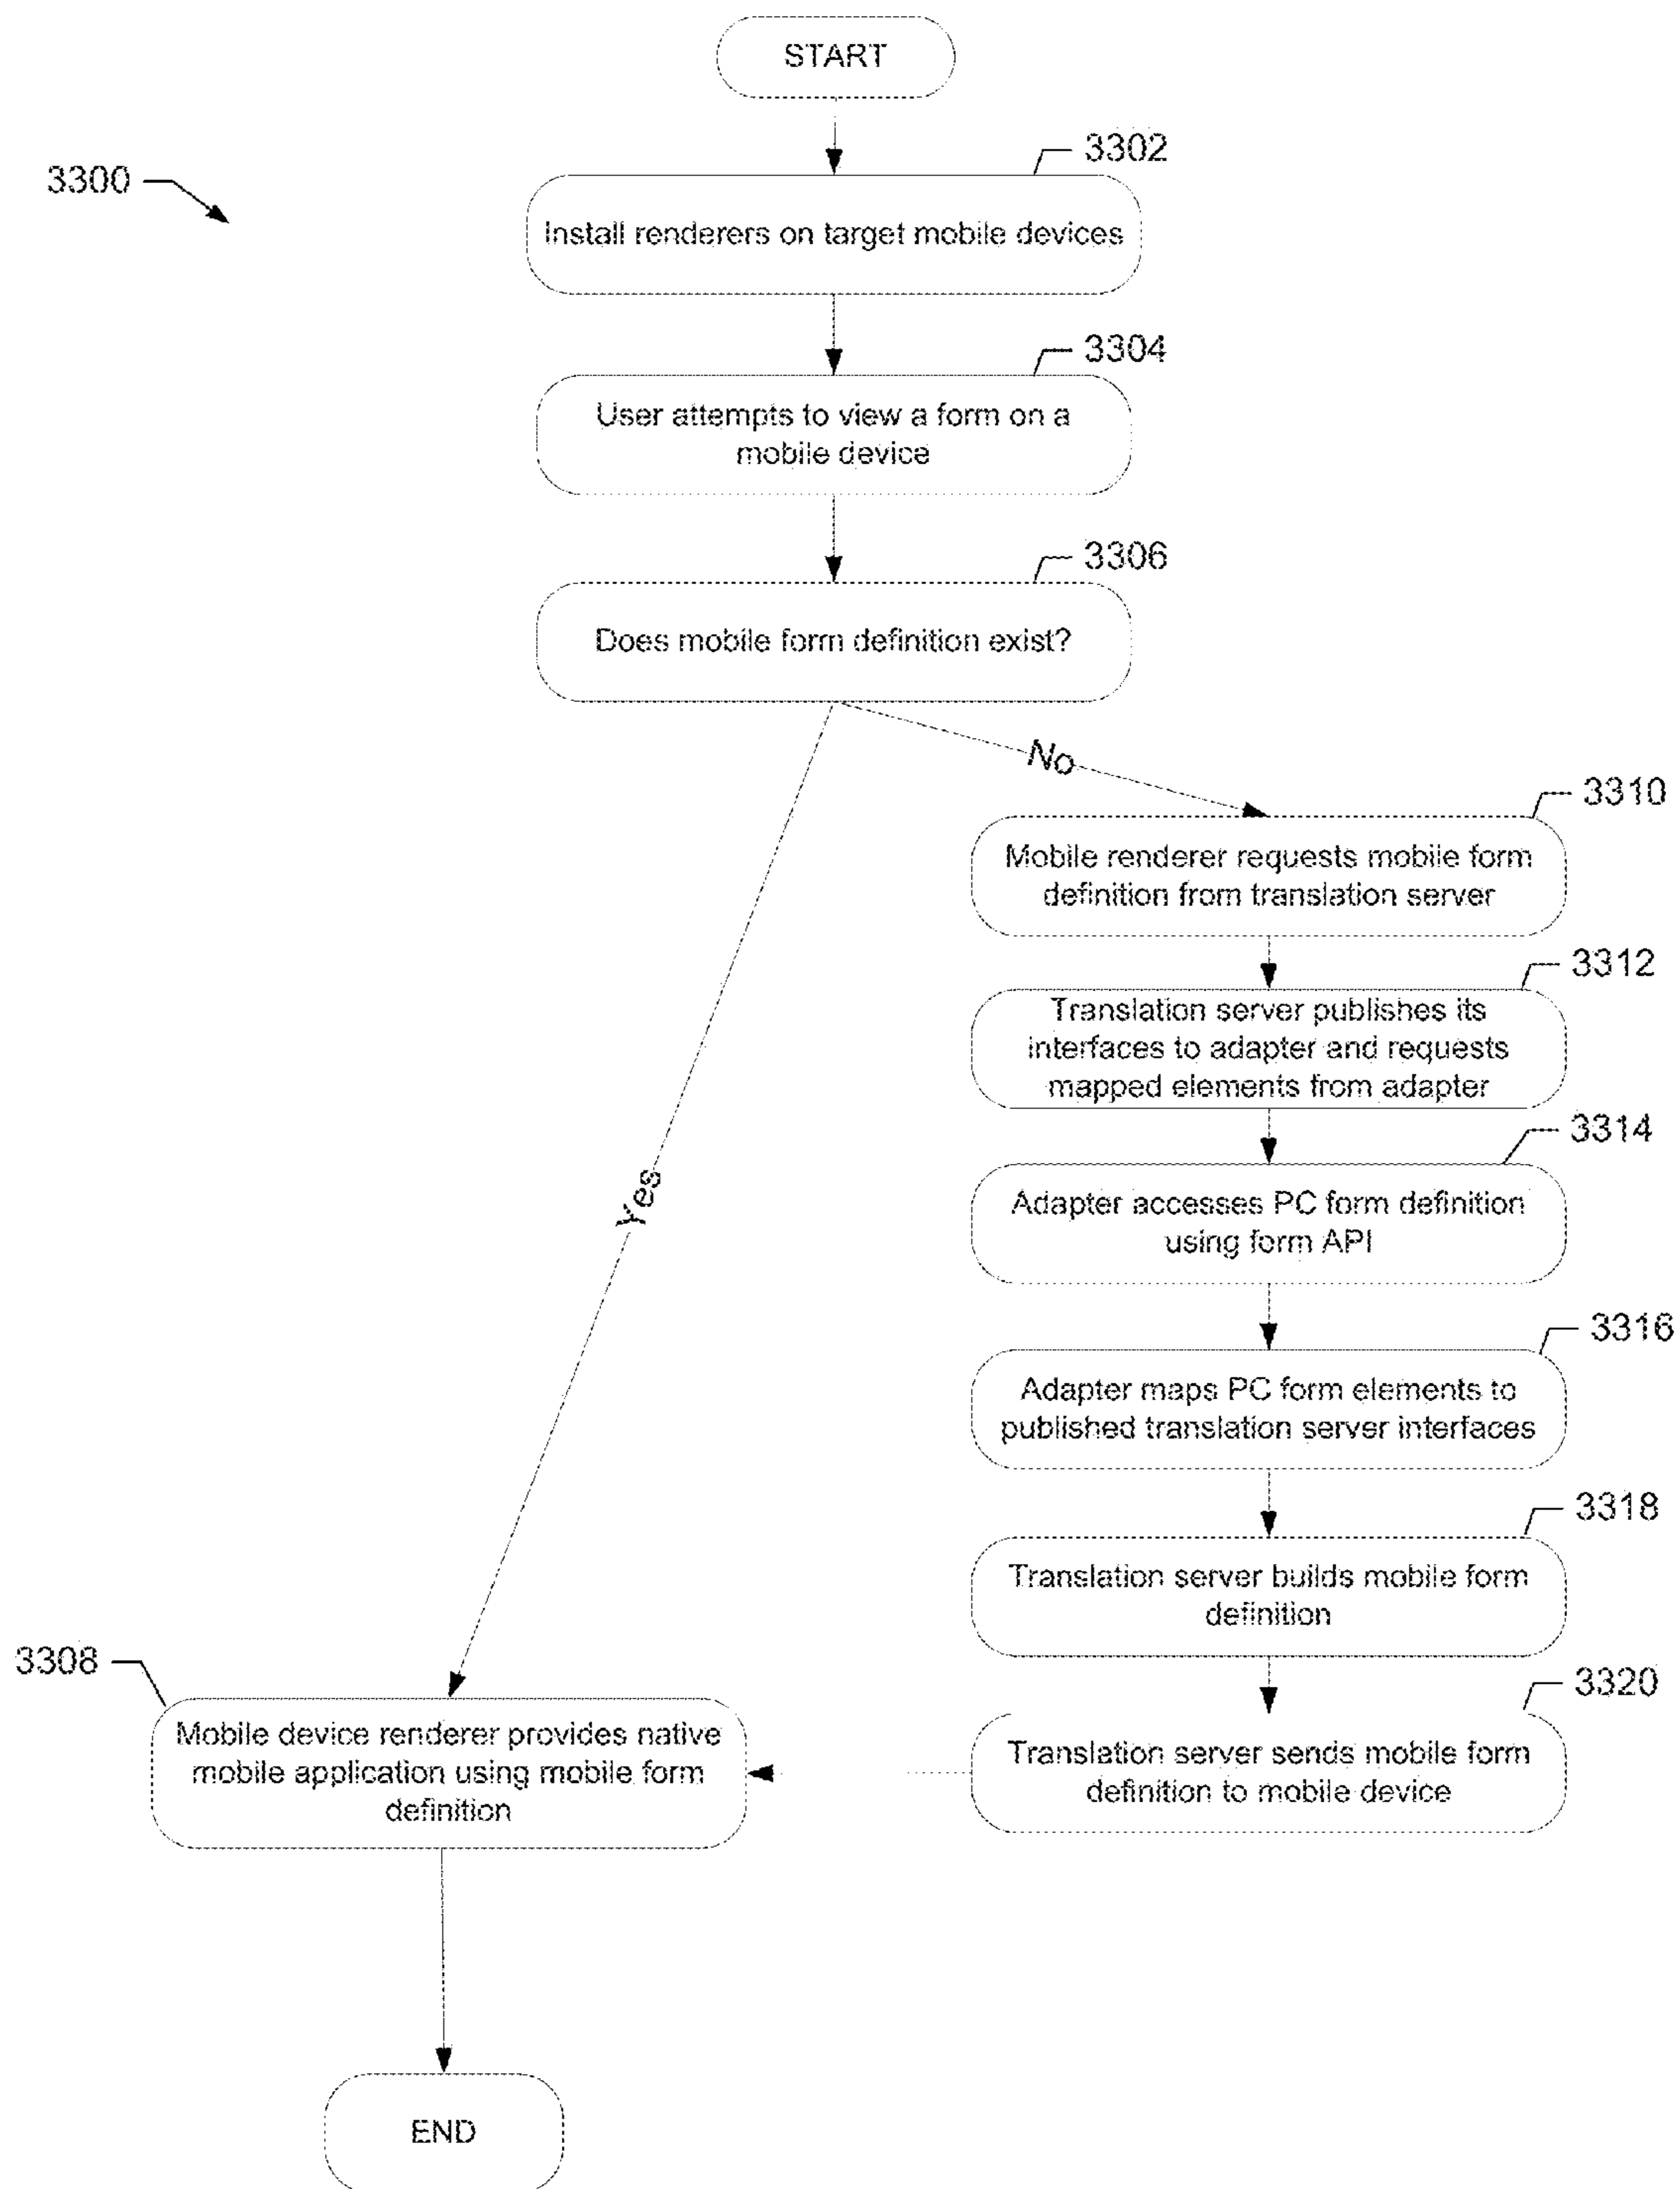 START
3302
3300
Install renderers on target mobile devices
3304
User attempts to view a form on a
mobile device
3306
Does mobile form definition exist?
No
3310
Mobile renderer requests mobile form
definition from translation server
3312
Translation server publishes its
interfaces to adapter and requests
mapped elements from adapter
3314
Adapter accesses PC form definition
using form API
Yes
3316
Adapter maps PC form elements to
published translation server interfaces
3318
Translation server builds mobile form
definition
3308
Mobile device renderer provides native
mobile application using mobile form
definition
3320
Translation server sends mobile form
definition to mobile device
END